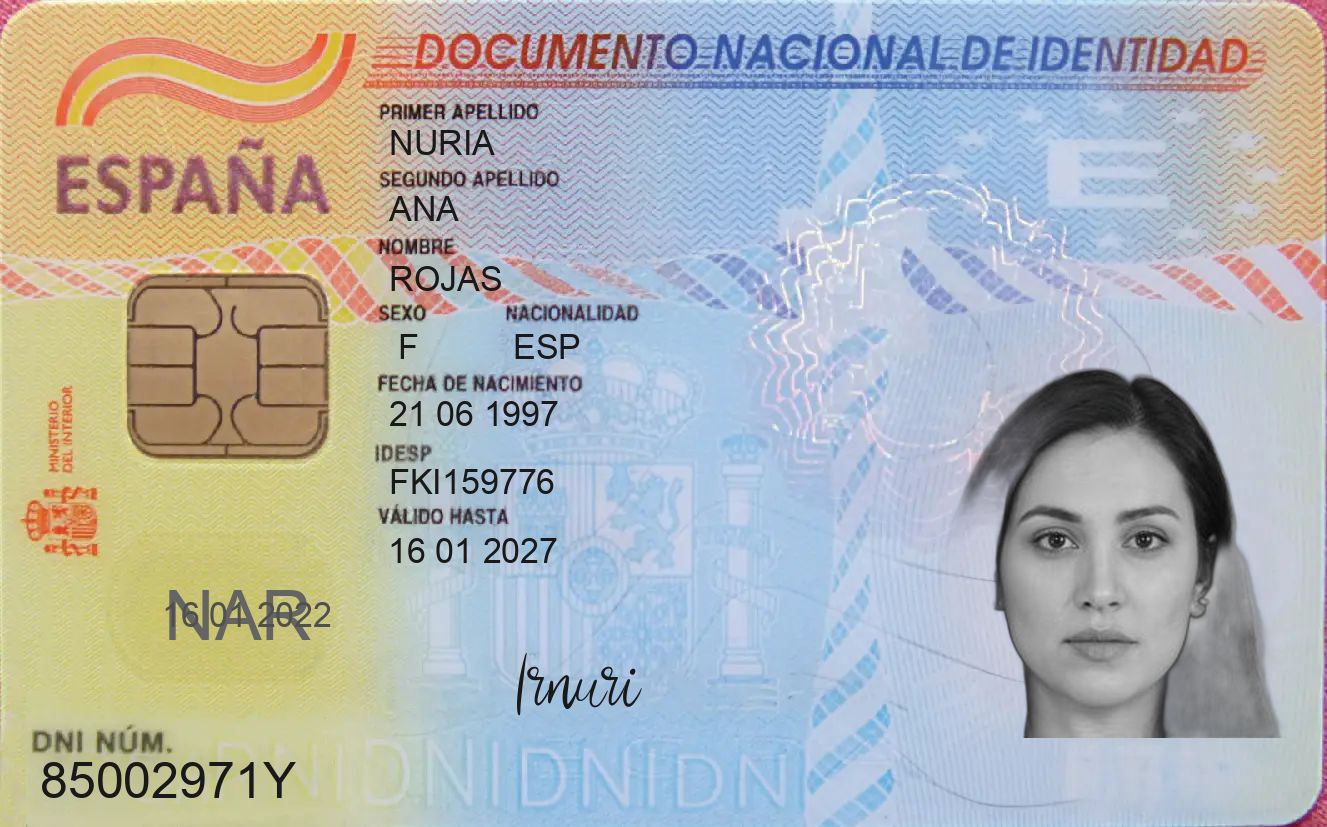 DOCUMENTO NACIONAL DE IDENTIDAD
ESPAÑA
PRIMER APELLIDO
NURIA
SEGUNDO APELLIDO
ANA
NOMBRE
ROJAS
SEXO NACIONALIDAD
F ESP
FECHA DE NACIMIENTO
21 06 1997
IDESP
FKI159776
VÁLIDO HASTA
16 01 2027
MINISTERIO
DEL INTERIOR
E
NAR
16 01 2022
Irnuri
DNI NÚM.
85002971Y
DNIDNIDNIDNI